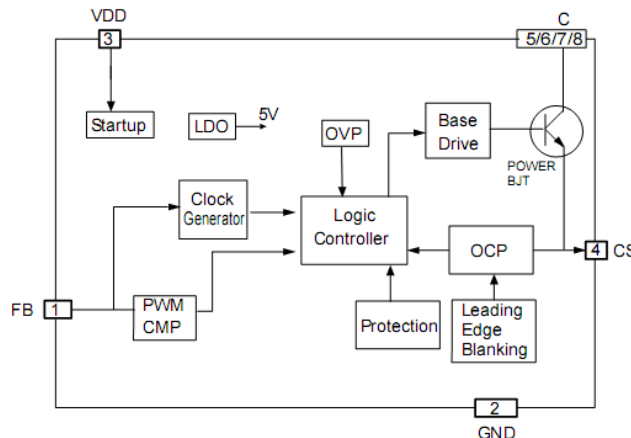 VDD
C
3
5/6/7/8
Startup
LDO
5V
OVP
Base
Drive
POWER
BJT
Clock
Generator
Logic
Controller
OCP
4
CS
FB
1
PWM
CMP
Protection
Leading
Edge
Blanking
2
GND